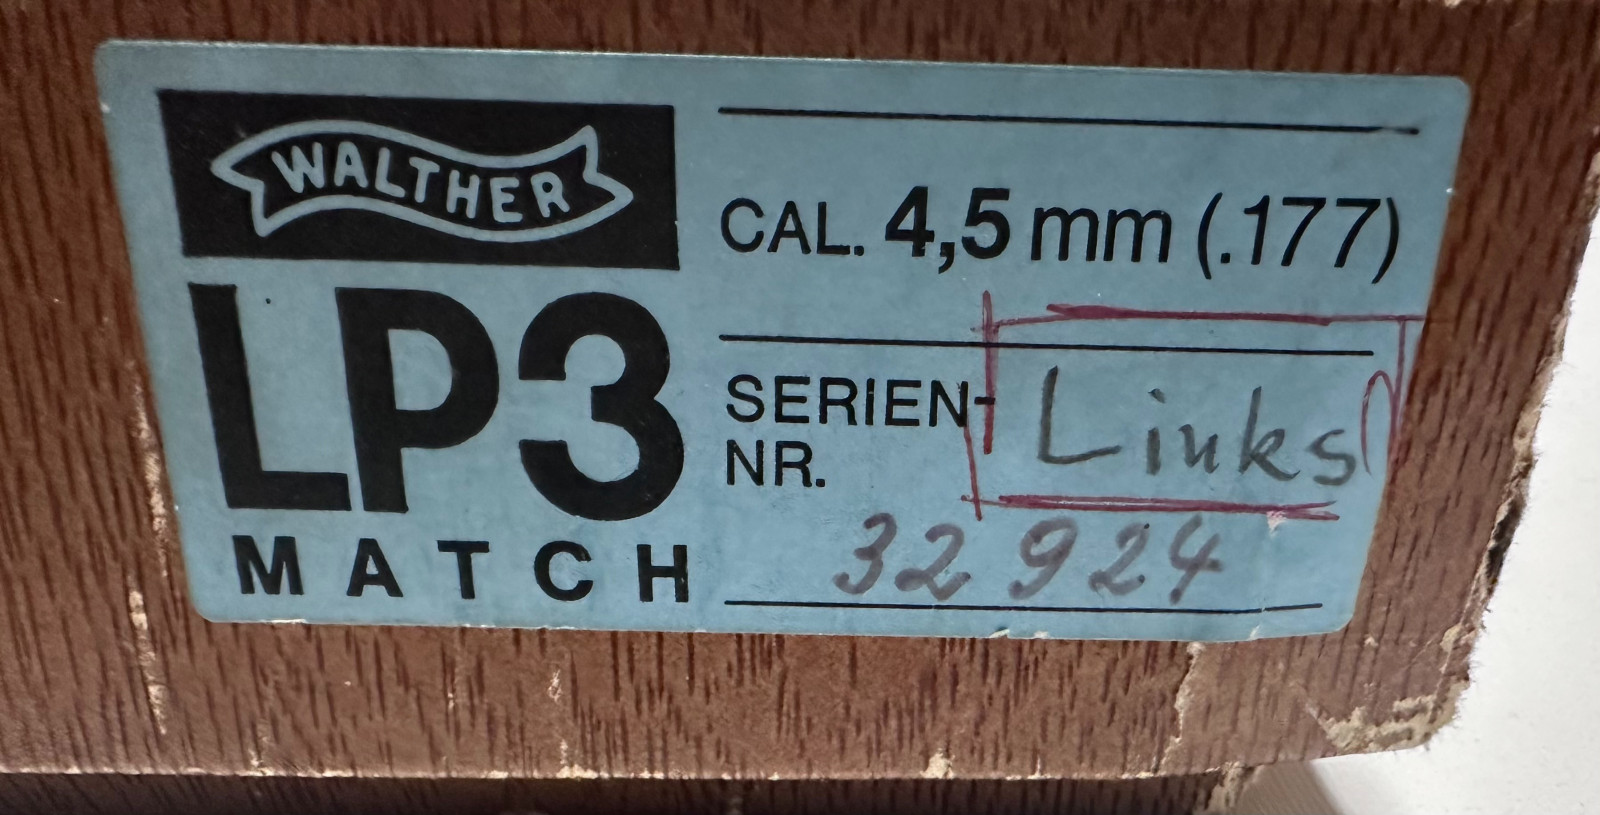 WALTHER
LP3
MATCH
CAL. 4,5 mm (.177)
SERIEN-
NR.
Links
32924